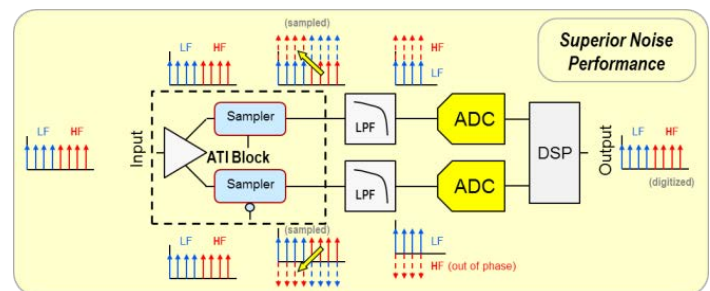 (sampled)
LF HF
HF
LF
Superior Noise
Performance
LF HF
Input
Sampler
ATI Block
Sampler
LPF
LPF
ADC
ADC
DSP
Output
LF HF
(digitized)
LF HF
(sampled)
LF
HF (out of phase)